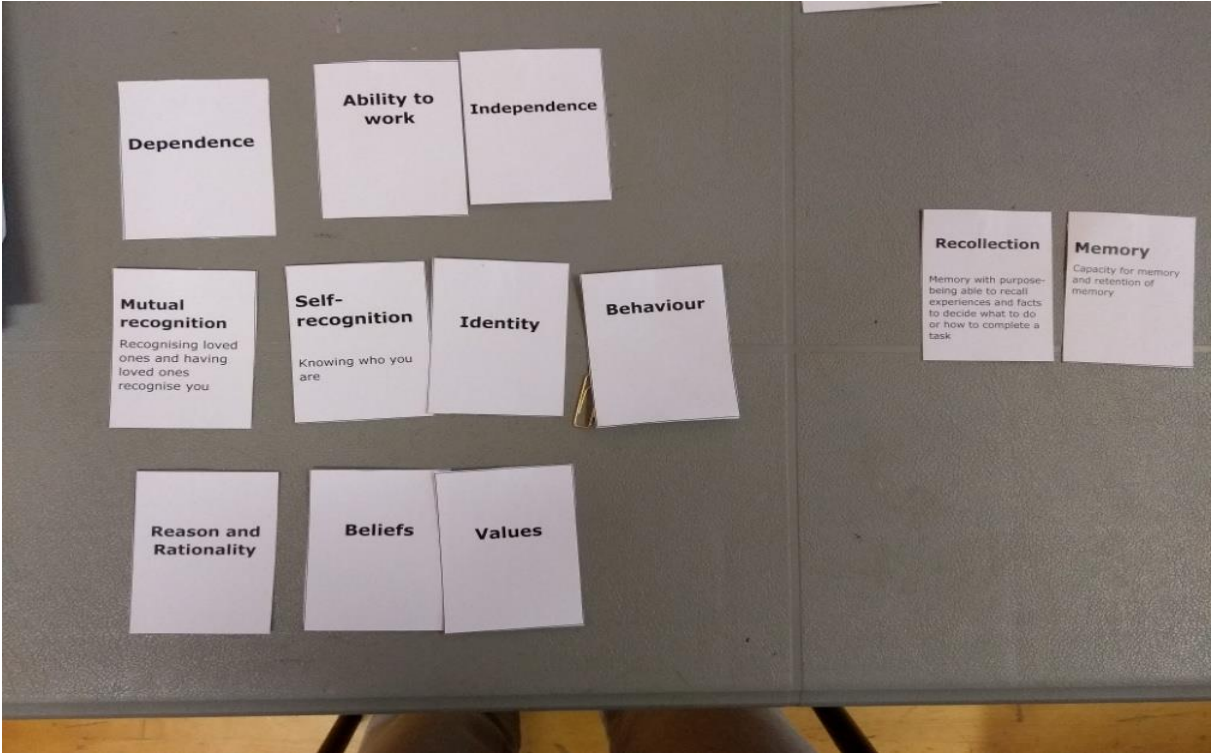 Dependence
Ability to
work
Independence
Mutual
recognition
Recognising loved
ones and having
loved ones
recognise you
Self-
recognition
Knowing who you
are
Identity
Behaviour
Recollection
Memory with purpose-
being able to recall
experiences and facts
to decide what to do
or how to complete a
task
Memory
Capacity for memory
and retention of
memory
Reason and
Rationality
Beliefs
Values